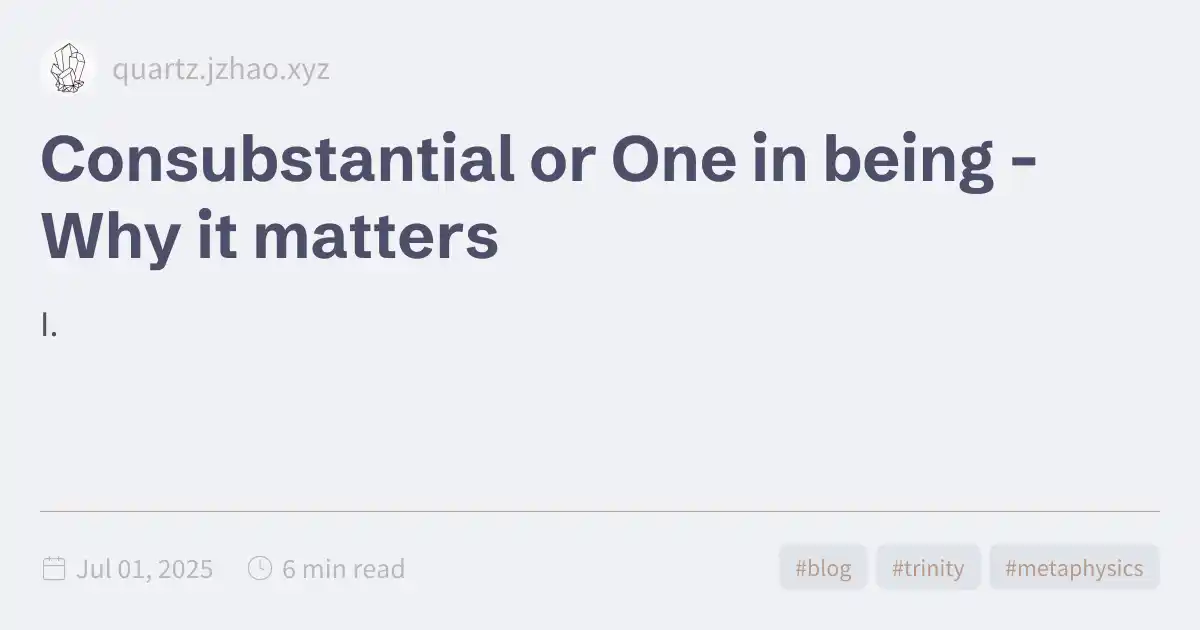 quartz.jzhao.xyz
Consubstantial or One in being -
Why it matters
I.
Jul 01, 2025
6 min read
#blog
#trinity
#metaphysics